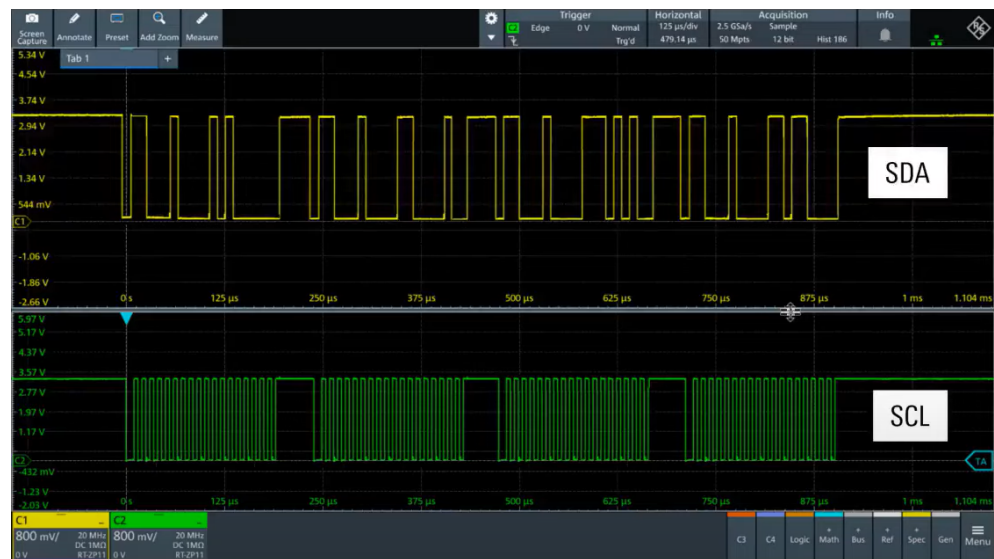 Trigger Horizontal Acquisition Info
Screen Capture Annotate Preset Add Zoom Measure
Edge 0 V Normal 125 µs/div 2.5 GSa/s Sample
Trg'd 479.14 µs 50 Mpts 12 bit Hist 186
Tab 1 +
5.34 V
4.54 V
3.74 V
2.94 V
2.14 V
1.34 V
544 mV
C1
-1.06 V
-1.86 V
-2.66 V
SDA
0 s 125 µs 250 µs 375 µs 500 µs 625 µs 750 µs 875 µs 1 ms 1.104 ms
5.97 V
5.17 V
4.37 V
3.57 V
2.77 V
1.97 V
1.17 V
C2
-432 mV
-1.23 V
-2.03 V
SCL
TA
0 s 125 µs 250 µs 375 µs 500 µs 625 µs 750 µs 875 µs 1 ms 1.104 ms
C1 C2
800 mV/ 20 MHz 800 mV/ 20 MHz
DC 1MΩ DC 1MΩ
0 V RT-ZP11 0 V RT-ZP11
C3 C4 Logic Math Bus Ref Spec Gen Menu